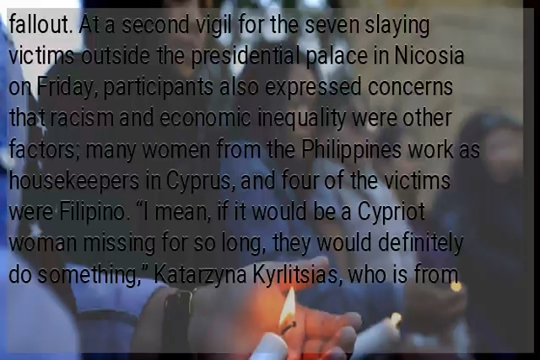 fallout. At a second vigil for the seven slaying
victims outside the presidential palace in Nicosia
on Friday, participants also expressed concerns
that racism and economic inequality were other
factors; many women from the Philippines work as
housekeepers in Cyprus, and four of the victims
were Filipino. “I mean, if it would be a Cypriot
woman missing for so long, they would definitely
do something,” Katarzyna Kyrlitsias, who is from